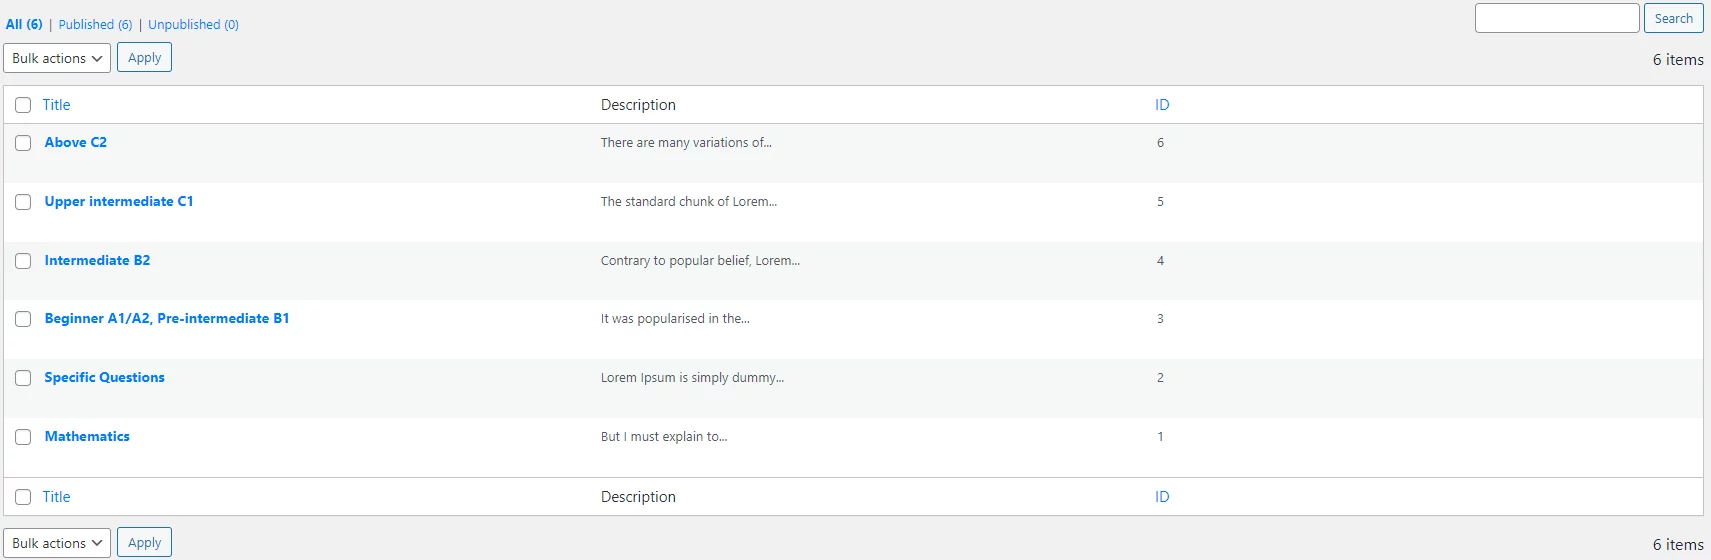 All (6) | Published (6) | Unpublished (0)
Search
Bulk actions Apply
6 items
Title Description ID
Above C2 There are many variations of... 6
Upper intermediate C1 The standard chunk of Lorem... 5
Intermediate B2 Contrary to popular belief, Lorem... 4
Beginner A1/A2, Pre-intermediate B1 It was popularised in the... 3
Specific Questions Lorem Ipsum is simply dummy... 2
Mathematics But I must explain to... 1
Title Description ID
Bulk actions Apply
6 items